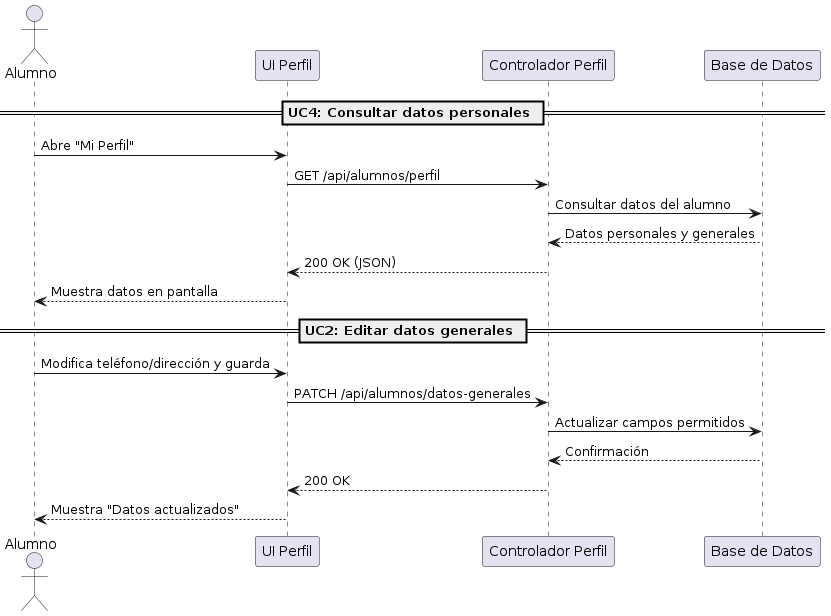 Alumno
UI Perfil
Controlador Perfil
Base de Datos
UC4: Consultar datos personales
Abre "Mi Perfil"
GET /api/alumnos/perfil
Consultar datos del alumno
Datos personales y generales
200 OK (JSON)
Muestra datos en pantalla
UC2: Editar datos generales
Modifica teléfono/dirección y guarda
PATCH /api/alumnos/datos-generales
Actualizar campos permitidos
Confirmación
200 OK
Muestra "Datos actualizados"
Alumno
UI Perfil
Controlador Perfil
Base de Datos